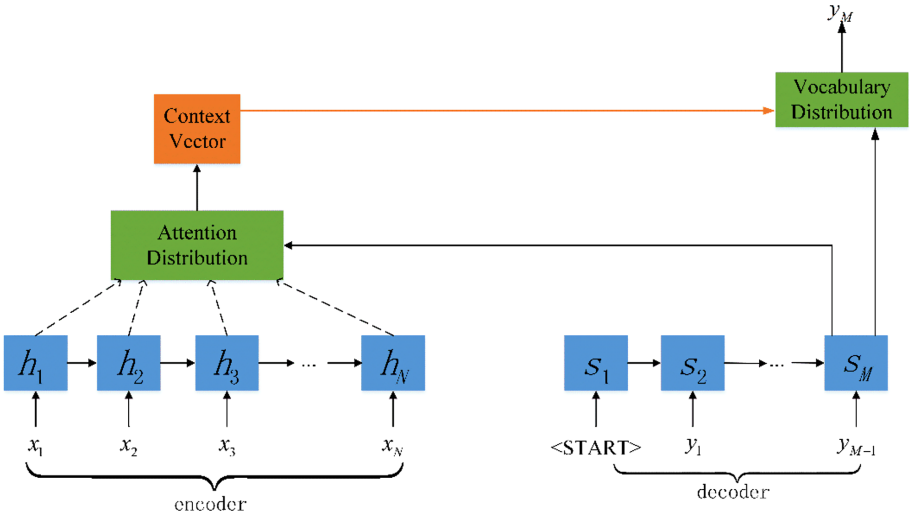 y_M
Vocabulary
Distribution
Context
Vector
Attention
Distribution
h_1 h_2 h_3 ... h_N
s_1 s_2 ... s_M
x_1 x_2 x_3 x_N
<START> y_1 y_{M-1}
encoder
decoder